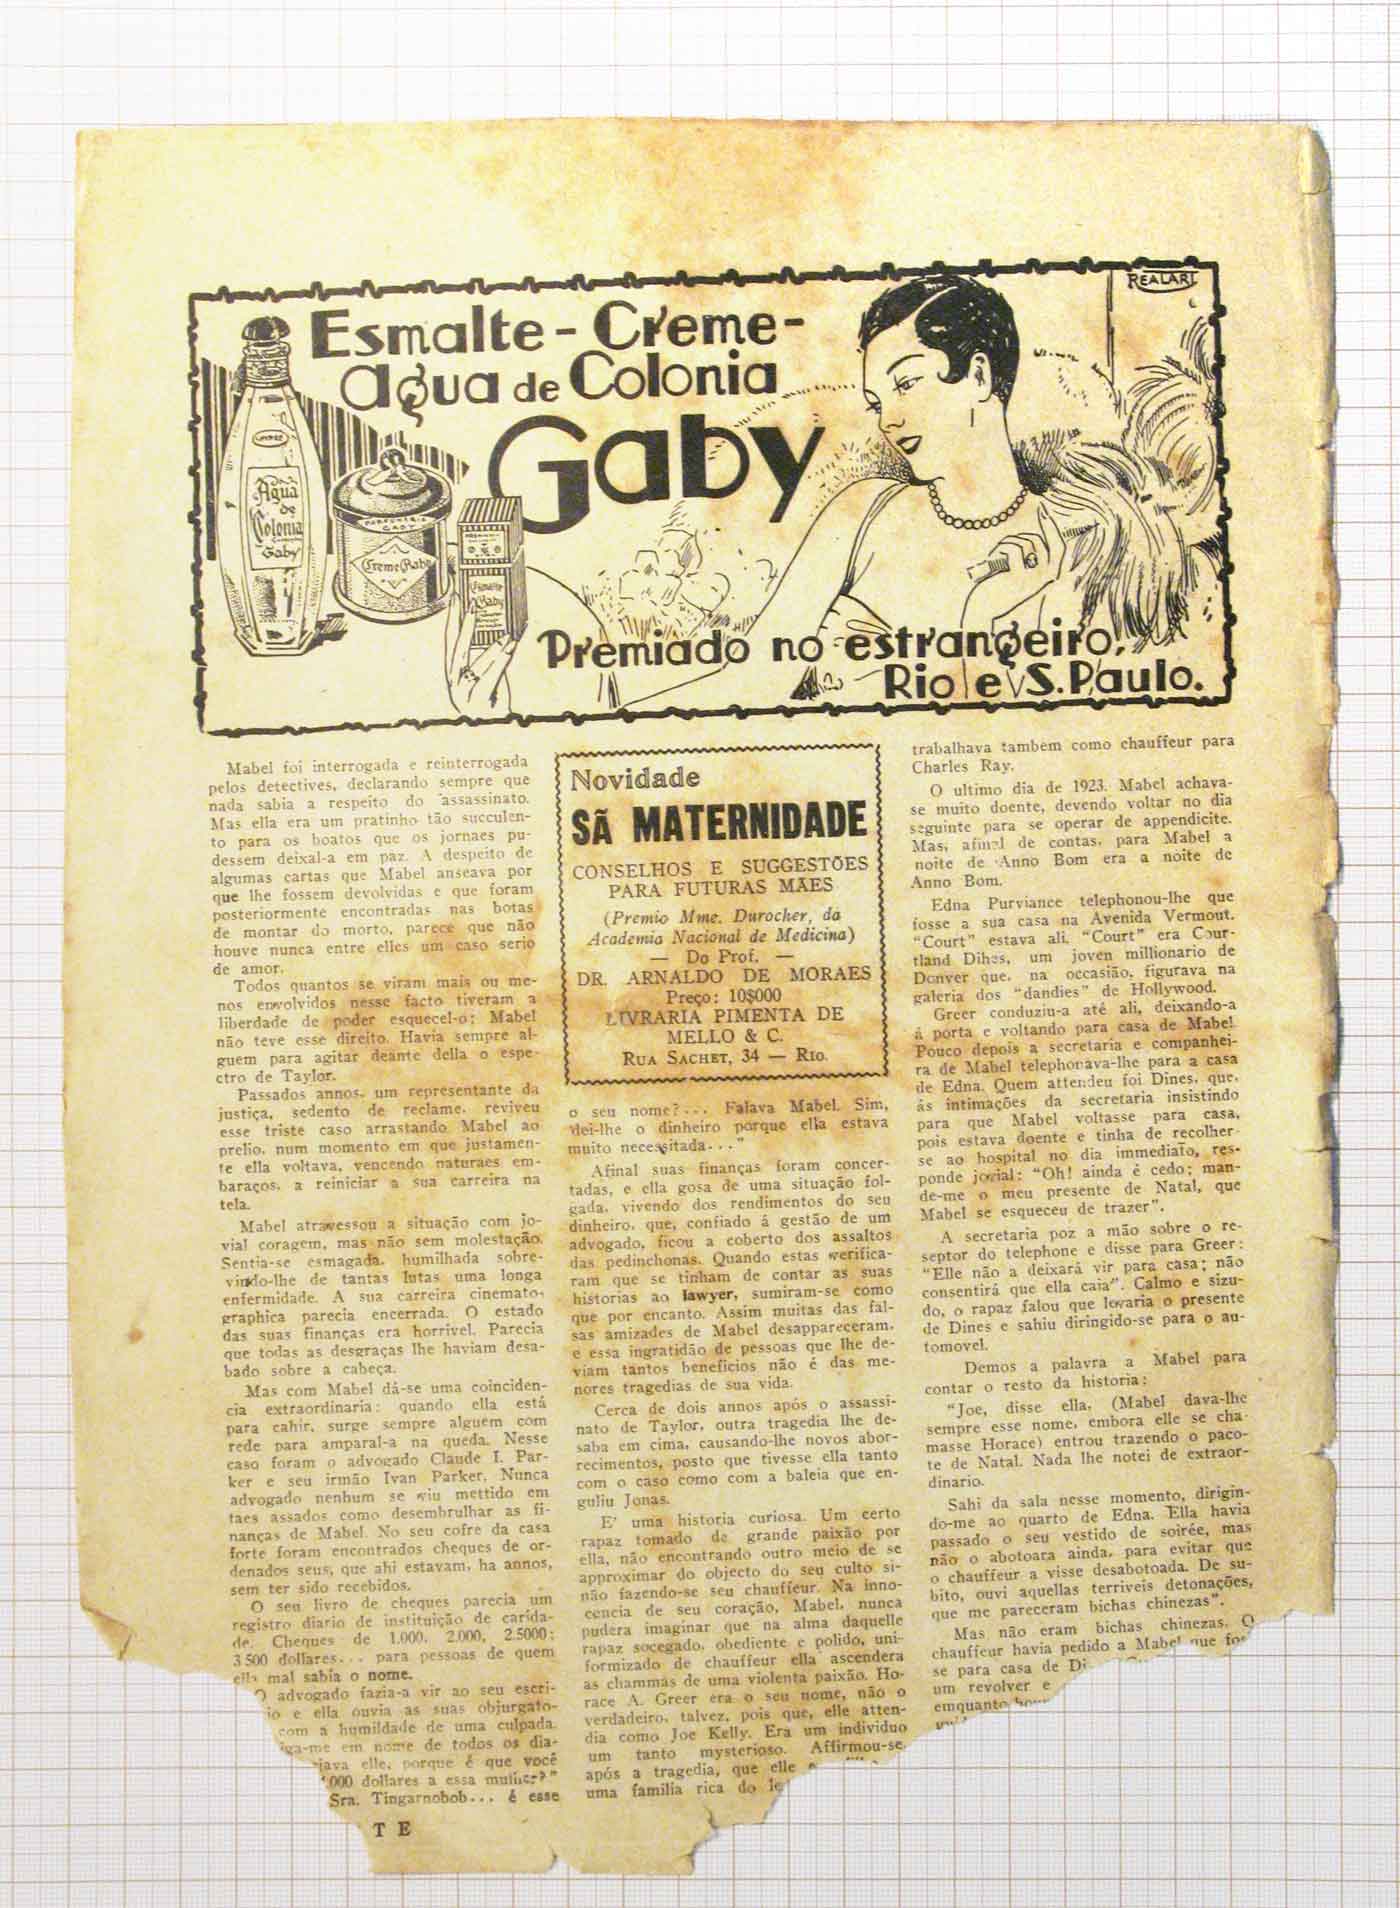 REALART
Esmalte - Creme -
Agua de Colonia
Gaby
Agua
de
Colonia
Gaby
PERFUMARIA
GABY
Creme Gaby
Esmalte
Gaby
Premiado no estrangeiro,
Rio e S. Paulo.
Mabel foi interrogada e reinterrogada
pelos detectives, declarando sempre que
nada sabia a respeito do assassinato.
Mas ella era um pratinho tão succulen-
to para os boatos que os jornaes pu-
dessem deixal-a em paz. A despeito de
algumas cartas que Mabel anseava por
que lhe fossem devolvidas e que foram
posteriormente encontradas nas botas
de montar do morto, parece que não
houve nunca entre elles um caso serio
de amor.
Todos quantos se viram mais ou me-
nos envolvidos nesse facto tiveram a
liberdade de poder esquecel-o; Mabel
não teve esse direito. Havia sempre al-
guem para agitar deante della o espe-
ctro de Taylor.
Passados annos, um representante da
justiça, sedento de reclame, reviveu
esse triste caso arrastando Mabel ao
prelio, num momento em que justamen-
te ella voltava, vencendo naturaes em-
baraços, a reiniciar a sua carreira na
tela.
Mabel atravessou a situação com jo-
vial coragem, mas não sem molestação.
Sentia-se esmagada, humilhada sobre-
vindo-lhe de tantas lutas uma longa
enfermidade. A sua carreira cinemato-
graphica parecia encerrada. O estado
das suas finanças era horrivel. Parecia
que todas as desgraças lhe haviam desa-
bado sobre a cabeça.
Mas com Mabel dá-se uma coinciden-
cia extraordinaria: quando ella está
para cahir, surge sempre alguem com
rede para amparal-a na queda. Nesse
caso foram o advogado Claude I. Par-
ker e seu irmão Ivan Parker. Nunca
advogado nenhum se viu mettido em
taes assados como desembrulhar as fi-
nanças de Mabel. No seu cofre da casa
forte foram encontrados cheques de or-
denados seus, que ahi estavam, ha annos,
sem ter sido recebidos.
O seu livro de cheques parecia um
registro diario de instituição de carida-
de. Cheques de 1.000, 2.000, 2.5000;
3 500 dollares... para pessoas de quem
ella mal sabia o nome.
O advogado fazia-a vir ao seu escri-
io e ella ouvia as suas objurgato-
com a humildade de uma culpada.
iga-me em nome de todos os dia-
java elle, porque é que você
000 dollares a essa mulher?"
Sra. Tingarnobob... é esse
T E
Novidade
SÃ MATERNIDADE
CONSELHOS E SUGGESTÕES
PARA FUTURAS MÃES
(Premio Mme. Durocher, da
Academia Nacional de Medicina)
— Do Prof. —
DR. ARNALDO DE MORAES
Preço: 10$000
LIVRARIA PIMENTA DE
MELLO & C.
RUA SACHET, 34 — RIO.
o seu nome?... Falava Mabel. Sim,
dei-lhe o dinheiro porque ella estava
muito necessitada..."
Afinal suas finanças foram concer-
tadas, e ella gosa de uma situação fol-
gada, vivendo dos rendimentos do seu
dinheiro, que, confiado á gestão de um
advogado, ficou a coberto dos assaltos
das pedinchonas. Quando estas verifica-
ram que se tinham de contar as suas
historias ao lawyer, sumiram-se como
que por encanto. Assim muitas das fal-
sas amizades de Mabel desappareceram,
e essa ingratidão de pessoas que lhe de-
viam tantos beneficios não é das me-
nores tragedias de sua vida.
Cerca de dois annos após o assassi-
nato de Taylor, outra tragedia lhe de-
saba em cima, causando-lhe novos abor-
recimentos, posto que tivesse ella tanto
com o caso como com a baleia que en-
guliu Jonas.
E' uma historia curiosa. Um certo
rapaz tomado de grande paixão por
ella, não encontrando outro meio de se
approximar do objecto do seu culto si-
não fazendo-se seu chauffeur. Na inno-
cencia de seu coração, Mabel, nunca
pudera imaginar que na alma daquelle
rapaz socegado, obediente e polido, uni-
formizado de chauffeur ella ascendera
as chammas de uma violenta paixão. Ho-
race A. Greer era o seu nome, não o
verdadeiro, talvez, pois que, elle atten-
dia como Joe Kelly. Era um individuo
um tanto mysterioso. Affirmou-se,
após a tragedia, que elle
uma familia rica do
trabalhava tambem como chauffeur para
Charles Ray.
O ultimo dia de 1923. Mabel achava-
se muito doente, devendo voltar no dia
seguinte para se operar de appendicite.
Mas, afinal de contas, para Mabel a
noite de Anno Bom era a noite de
Anno Bom.
Edna Purviance telephonou-lhe que
fosse a sua casa na Avenida Vermout.
"Court" estava ali. "Court" era Cour-
tland Dihes, um joven millionario de
Donver que, na occasião, figurava na
galeria dos "dandies" de Hollywood.
Greer conduziu-a até ali, deixando-a
á porta e voltando para casa de Mabel.
Pouco depois a secretaria e companhei-
ra de Mabel telephonava-lhe para a casa
de Edna. Quem attendeu foi Dines, que,
ás intimações da secretaria insistindo
para que Mabel voltasse para casa,
pois estava doente e tinha de recolher-
se ao hospital no dia immediato, res-
ponde jovial: "Oh! ainda é cedo; man-
de-me o meu presente de Natal, que
Mabel se esqueceu de trazer".
A secretaria poz a mão sobre o re-
septor do telephone e disse para Greer:
"Elle não a deixará vir para casa; não
consentirá que ella caia". Calmo e sizu-
do, o rapaz falou que levaria o presente
de Dines e sahiu diringido-se para o au-
tomovel.
Demos a palavra a Mabel para
contar o resto da historia:
"Joe, disse ella, (Mabel dava-lhe
sempre esse nome, embora elle se cha-
masse Horace) entrou trazendo o paco-
te de Natal. Nada lhe notei de extraor-
dinario.
Sahi da sala nesse momento, dirigin-
do-me ao quarto de Edna. Ella havia
passado o seu vestido de soirée, mas
não o abotoara ainda, para evitar que
o chauffeur a visse desabotoada. De su-
bito, ouvi aquellas terriveis detonações,
que me pareceram bichas chinezas".
Mas não eram bichas chinezas. O
chauffeur havia pedido a Mabel que fos-
se para casa de
um revolver e
emquanto